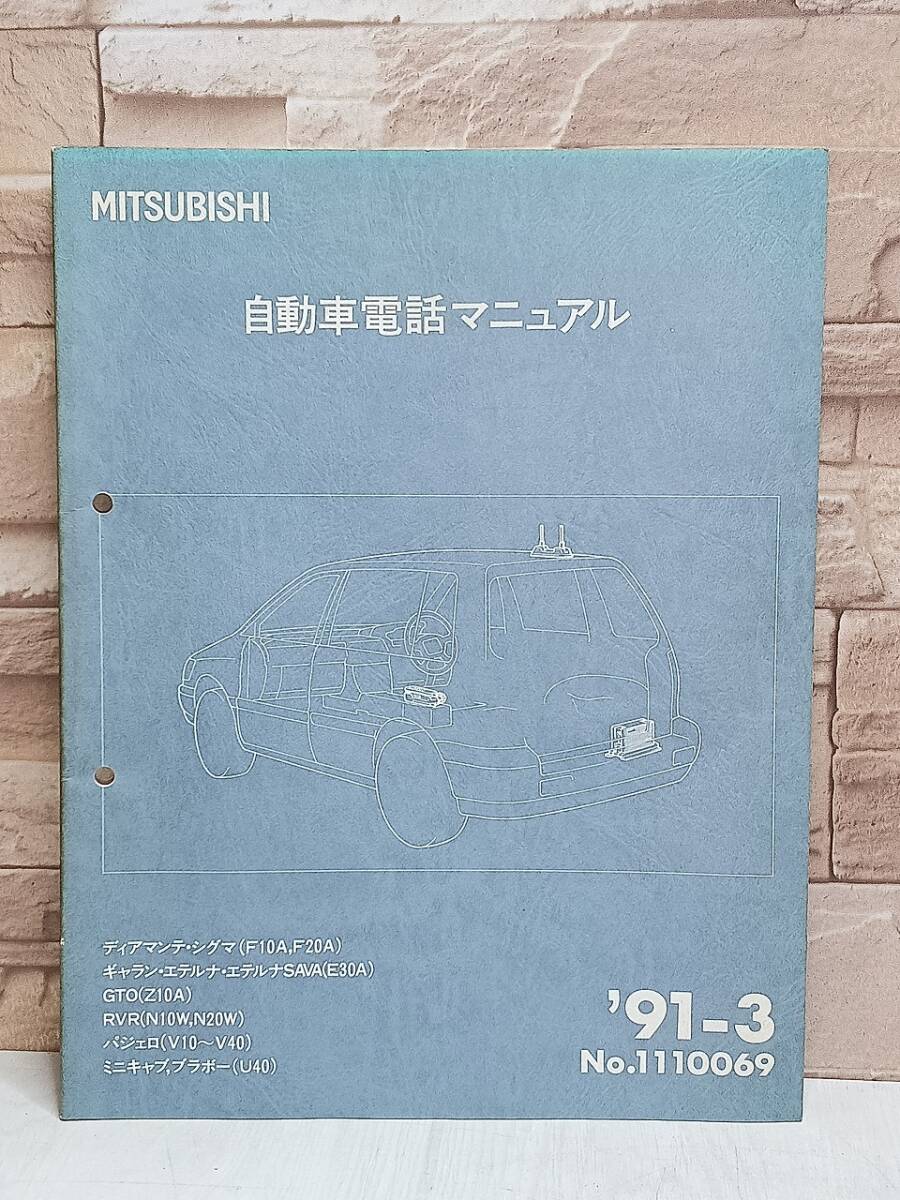 MITSUBISHI
自動車電話マニュアル
ディアマンテ・シグマ(F10A,F20A)
ギャラン・エテルナ・エテルナSAVA(E30A)
GTO(Z10A)
RVR(N10W,N20W)
パジェロ(V10～V40)
ミニキャブ,ブラボー(U40)
'91-3
No.1110069